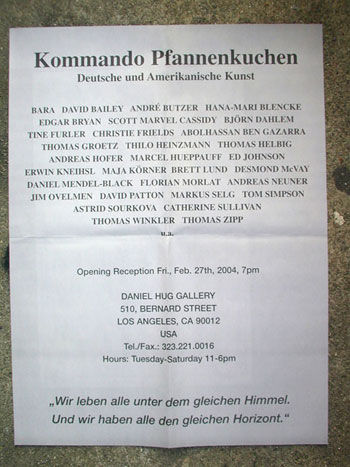 Kommando Pfannenkuchen
Deutsche und Amerikanische Kunst
BARA DAVID BAILEY ANDRÉ BUTZER HANA-MARI BLENCKE
EDGAR BRYAN SCOTT MARVEL CASSIDY BJÖRN DAHLEM
TINE FURLER CHRISTIE FRIELDS ABOLHASSAN BEN GAZARRA
THOMAS GROETZ THILO HEINZMANN THOMAS HELBIG
ANDREAS HOFER MARCEL HUEPPAUFF ED JOHNSON
ERWIN KNEIHSL MAJA KÖRNER BRETT LUND DESMOND McVAY
DANIEL MENDEL-BLACK FLORIAN MORLAT ANDREAS NEUNER
JIM OVELMEN DAVID PATTON MARKUS SELG TOM SIMPSON
ASTRID SOURKOVA CATHERINE SULLIVAN
THOMAS WINKLER THOMAS ZIPP
u.a.
Opening Reception Fri., Feb. 27th, 2004, 7pm
DANIEL HUG GALLERY
510, BERNARD STREET
LOS ANGELES, CA 90012
USA
Tel./Fax.: 323.221.0016
Hours: Tuesday-Saturday 11-6pm
„Wir leben alle unter dem gleichen Himmel.
Und wir haben alle den gleichen Horizont.“